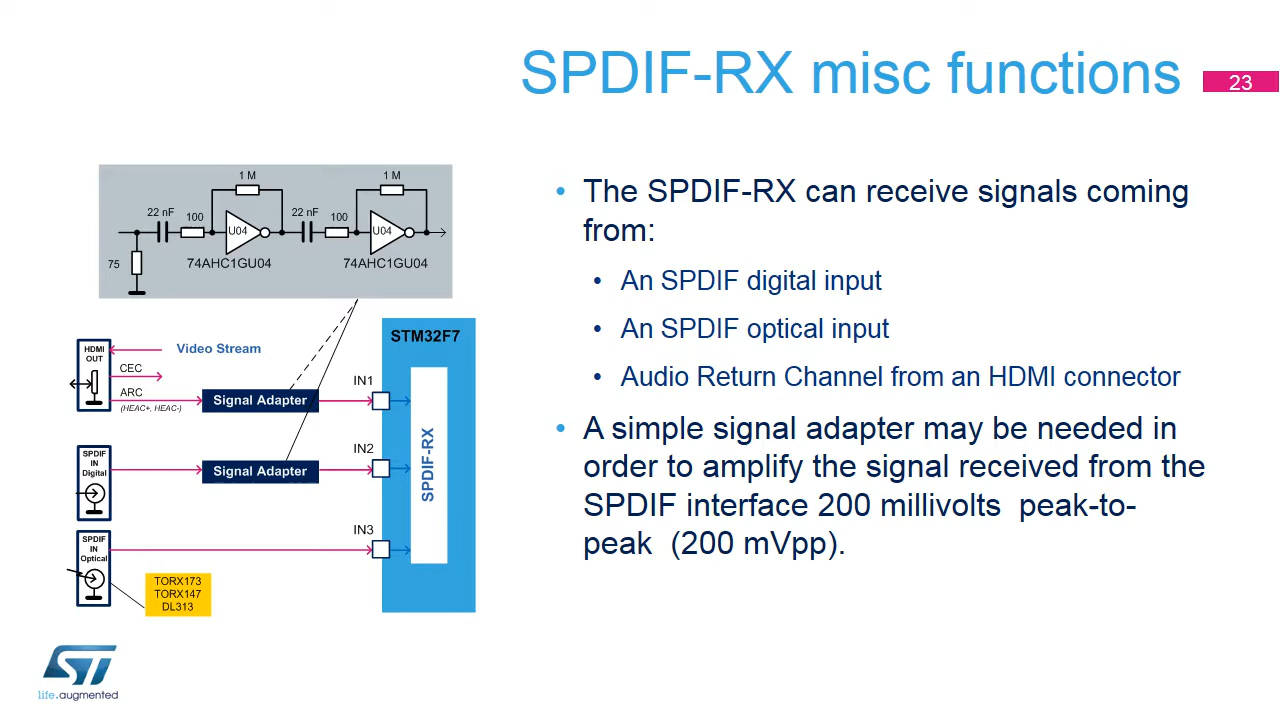 SPDIF-RX misc functions
23
1 M
1 M
22 nF
100
U04
22 nF
100
U04
75
74AHC1GU04
74AHC1GU04
• The SPDIF-RX can receive signals coming
from:
• An SPDIF digital input
• An SPDIF optical input
• Audio Return Channel from an HDMI connector
• A simple signal adapter may be needed in
order to amplify the signal received from the
SPDIF interface 200 millivolts peak-to-
peak (200 mVpp).
STM32F7
HDMI
OUT
Video Stream
CEC
ARC
(HEAC+, HEAC-)
Signal Adapter
IN1
SPDIF
IN
Digital
Signal Adapter
IN2
SPDIF-RX
SPDIF
IN
Optical
IN3
TORX173
TORX147
DL313
ST
life.augmented